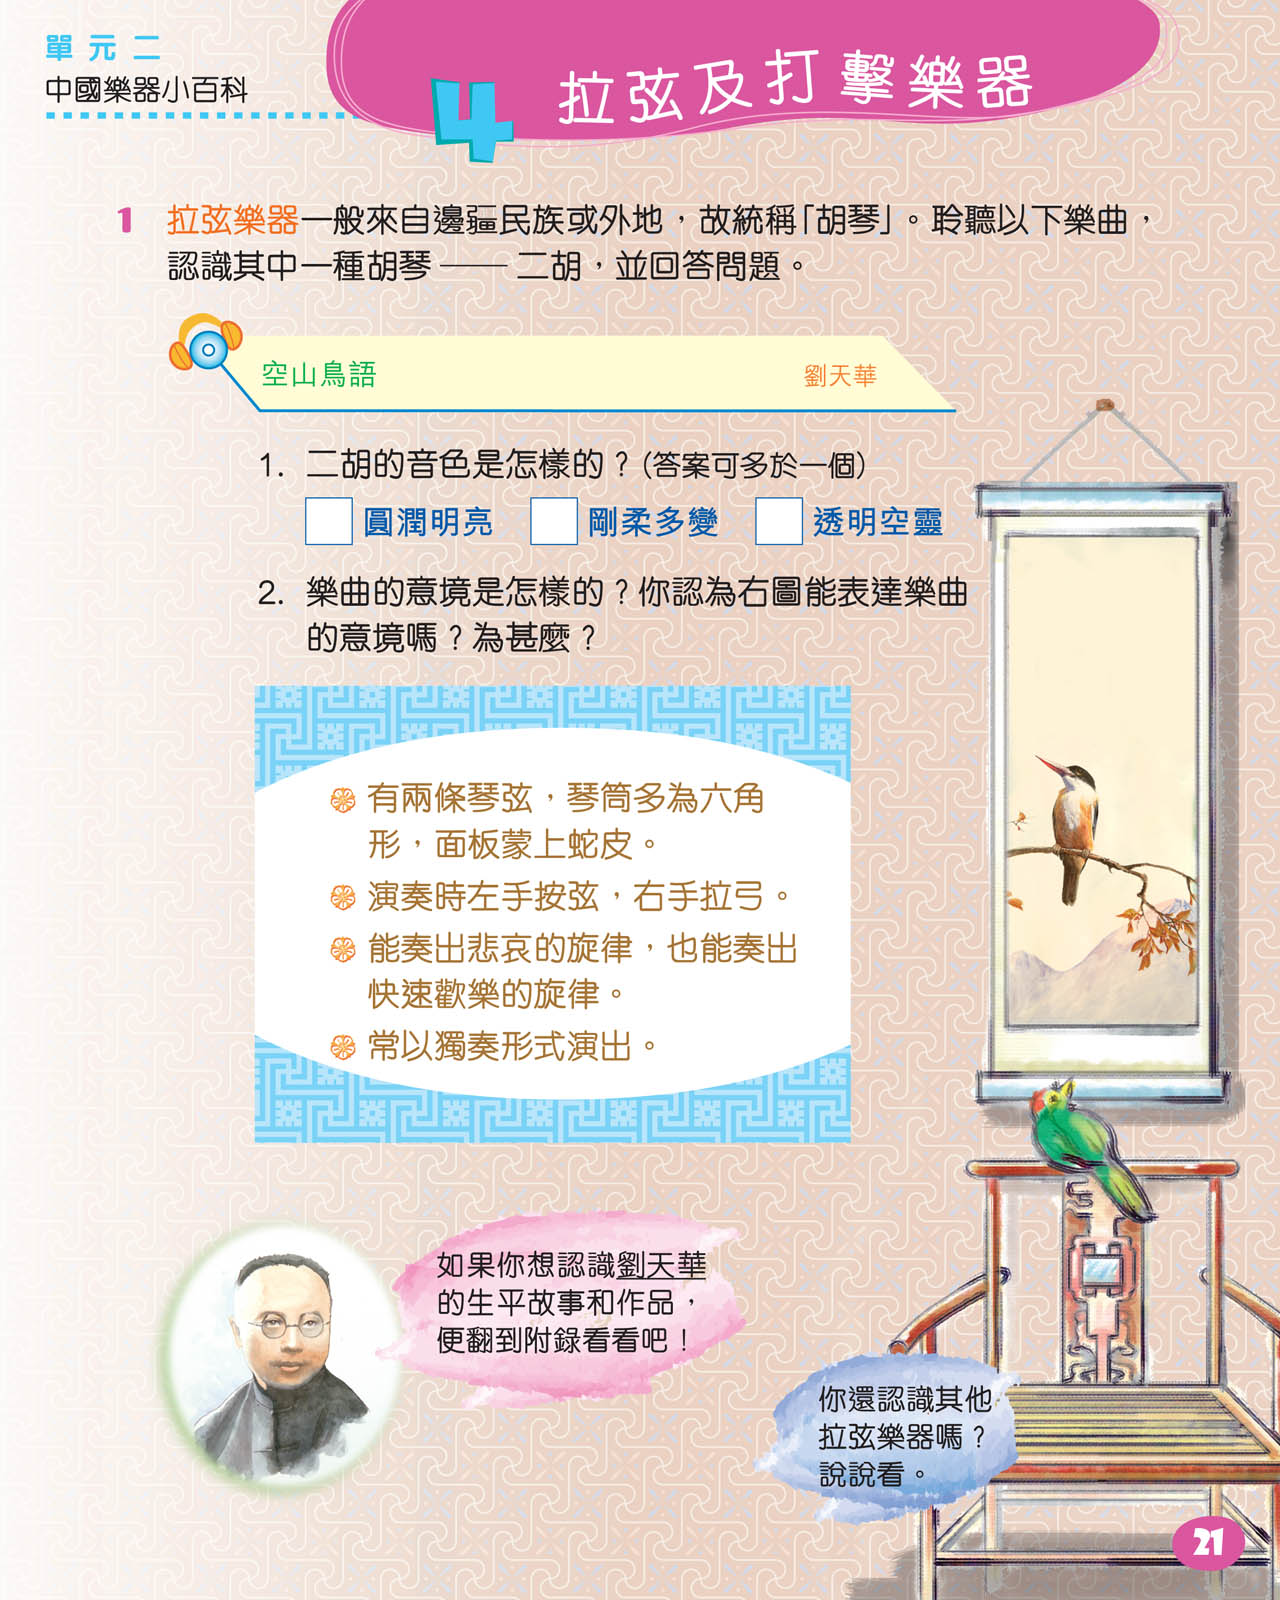 單元二
中國樂器小百科
4 拉弦及打擊樂器
1 拉弦樂器一般來自邊疆民族或外地，故統稱「胡琴」。聆聽以下樂曲，
認識其中一種胡琴 —— 二胡，並回答問題。
空山鳥語 劉天華
1. 二胡的音色是怎樣的？(答案可多於一個)
圓潤明亮 剛柔多變 透明空靈
2. 樂曲的意境是怎樣的？你認為右圖能表達樂曲
的意境嗎？為甚麼？
有兩條琴弦，琴筒多為六角
形，面板蒙上蛇皮。
演奏時左手按弦，右手拉弓。
能奏出悲哀的旋律，也能奏出
快速歡樂的旋律。
常以獨奏形式演出。
如果你想認識劉天華
的生平故事和作品，
便翻到附錄看看吧！
你還認識其他
拉弦樂器嗎？
說說看。
21